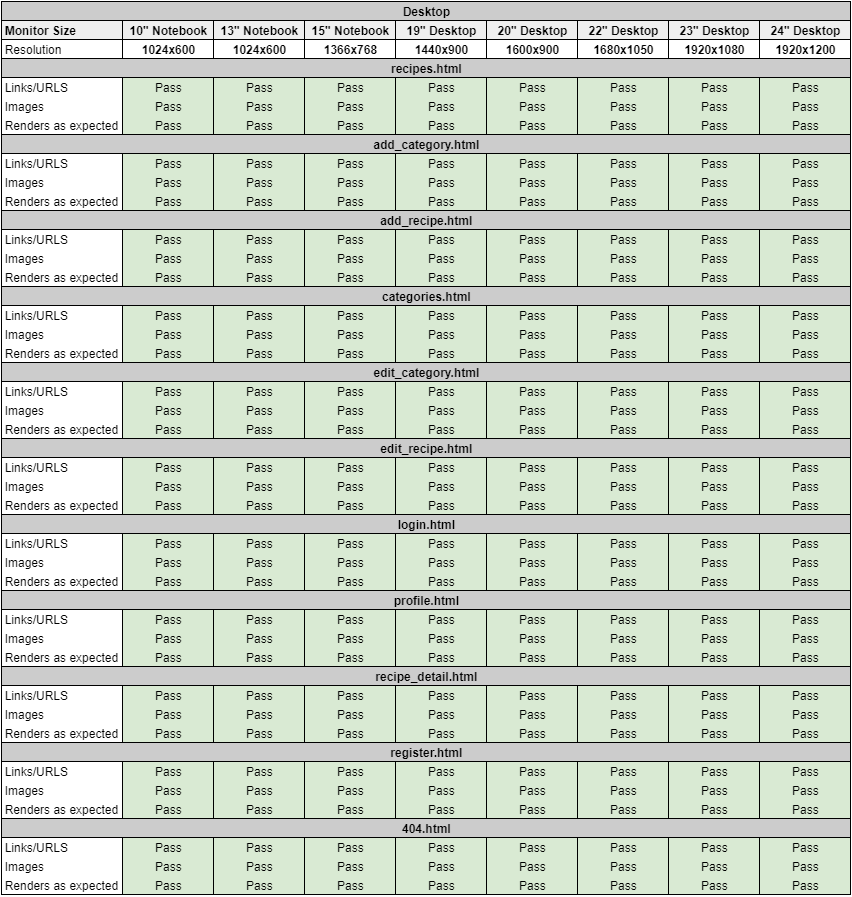 Desktop
Monitor Size 10" Notebook 13" Notebook 15" Notebook 19" Desktop 20" Desktop 22" Desktop 23" Desktop 24" Desktop
Resolution 1024x600 1024x600 1366x768 1440x900 1600x900 1680x1050 1920x1080 1920x1200
recipes.html
Links/URLS Pass Pass Pass Pass Pass Pass Pass Pass
Images Pass Pass Pass Pass Pass Pass Pass Pass
Renders as expected Pass Pass Pass Pass Pass Pass Pass Pass
add_category.html
Links/URLS Pass Pass Pass Pass Pass Pass Pass Pass
Images Pass Pass Pass Pass Pass Pass Pass Pass
Renders as expected Pass Pass Pass Pass Pass Pass Pass Pass
add_recipe.html
Links/URLS Pass Pass Pass Pass Pass Pass Pass Pass
Images Pass Pass Pass Pass Pass Pass Pass Pass
Renders as expected Pass Pass Pass Pass Pass Pass Pass Pass
categories.html
Links/URLS Pass Pass Pass Pass Pass Pass Pass Pass
Images Pass Pass Pass Pass Pass Pass Pass Pass
Renders as expected Pass Pass Pass Pass Pass Pass Pass Pass
edit_category.html
Links/URLS Pass Pass Pass Pass Pass Pass Pass Pass
Images Pass Pass Pass Pass Pass Pass Pass Pass
Renders as expected Pass Pass Pass Pass Pass Pass Pass Pass
edit_recipe.html
Links/URLS Pass Pass Pass Pass Pass Pass Pass Pass
Images Pass Pass Pass Pass Pass Pass Pass Pass
Renders as expected Pass Pass Pass Pass Pass Pass Pass Pass
login.html
Links/URLS Pass Pass Pass Pass Pass Pass Pass Pass
Images Pass Pass Pass Pass Pass Pass Pass Pass
Renders as expected Pass Pass Pass Pass Pass Pass Pass Pass
profile.html
Links/URLS Pass Pass Pass Pass Pass Pass Pass Pass
Images Pass Pass Pass Pass Pass Pass Pass Pass
Renders as expected Pass Pass Pass Pass Pass Pass Pass Pass
recipe_detail.html
Links/URLS Pass Pass Pass Pass Pass Pass Pass Pass
Images Pass Pass Pass Pass Pass Pass Pass Pass
Renders as expected Pass Pass Pass Pass Pass Pass Pass Pass
register.html
Links/URLS Pass Pass Pass Pass Pass Pass Pass Pass
Images Pass Pass Pass Pass Pass Pass Pass Pass
Renders as expected Pass Pass Pass Pass Pass Pass Pass Pass
404.html
Links/URLS Pass Pass Pass Pass Pass Pass Pass Pass
Images Pass Pass Pass Pass Pass Pass Pass Pass
Renders as expected Pass Pass Pass Pass Pass Pass Pass Pass